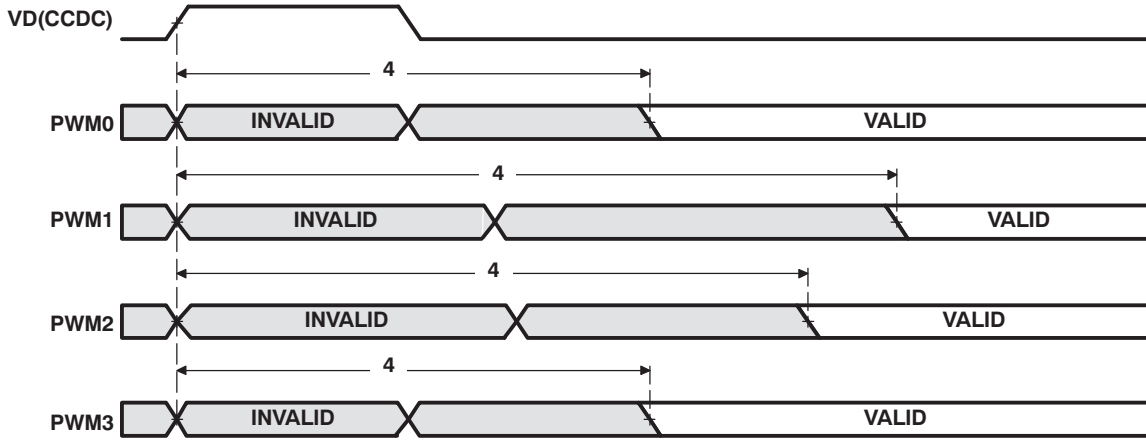 VD(CCDC)
4
PWM0 INVALID VALID
4
PWM1 INVALID VALID
4
PWM2 INVALID VALID
4
PWM3 INVALID VALID